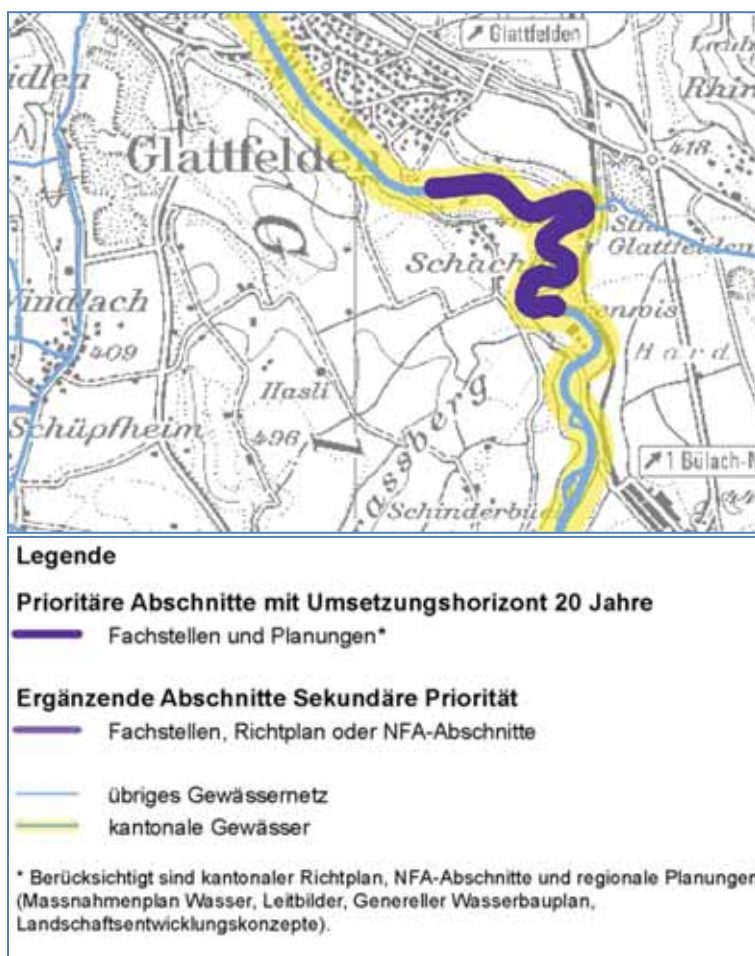 Glattfelden
418
Glattfelden
Glattfelden
Schach
409
Hard
Hasli
Schüpfheim
496
1 Bülach-N
Legende
Prioritäre Abschnitte mit Umsetzungshorizont 20 Jahre
Fachstellen und Planungen*
Ergänzende Abschnitte Sekundäre Priorität
Fachstellen, Richtplan oder NFA-Abschnitte
übriges Gewässernetz
kantonale Gewässer
* Berücksichtigt sind kantonaler Richtplan, NFA-Abschnitte und regionale Planungen
(Massnahmenplan Wasser, Leitbilder, Genereller Wasserbauplan,
Landschaftsentwicklungskonzepte).